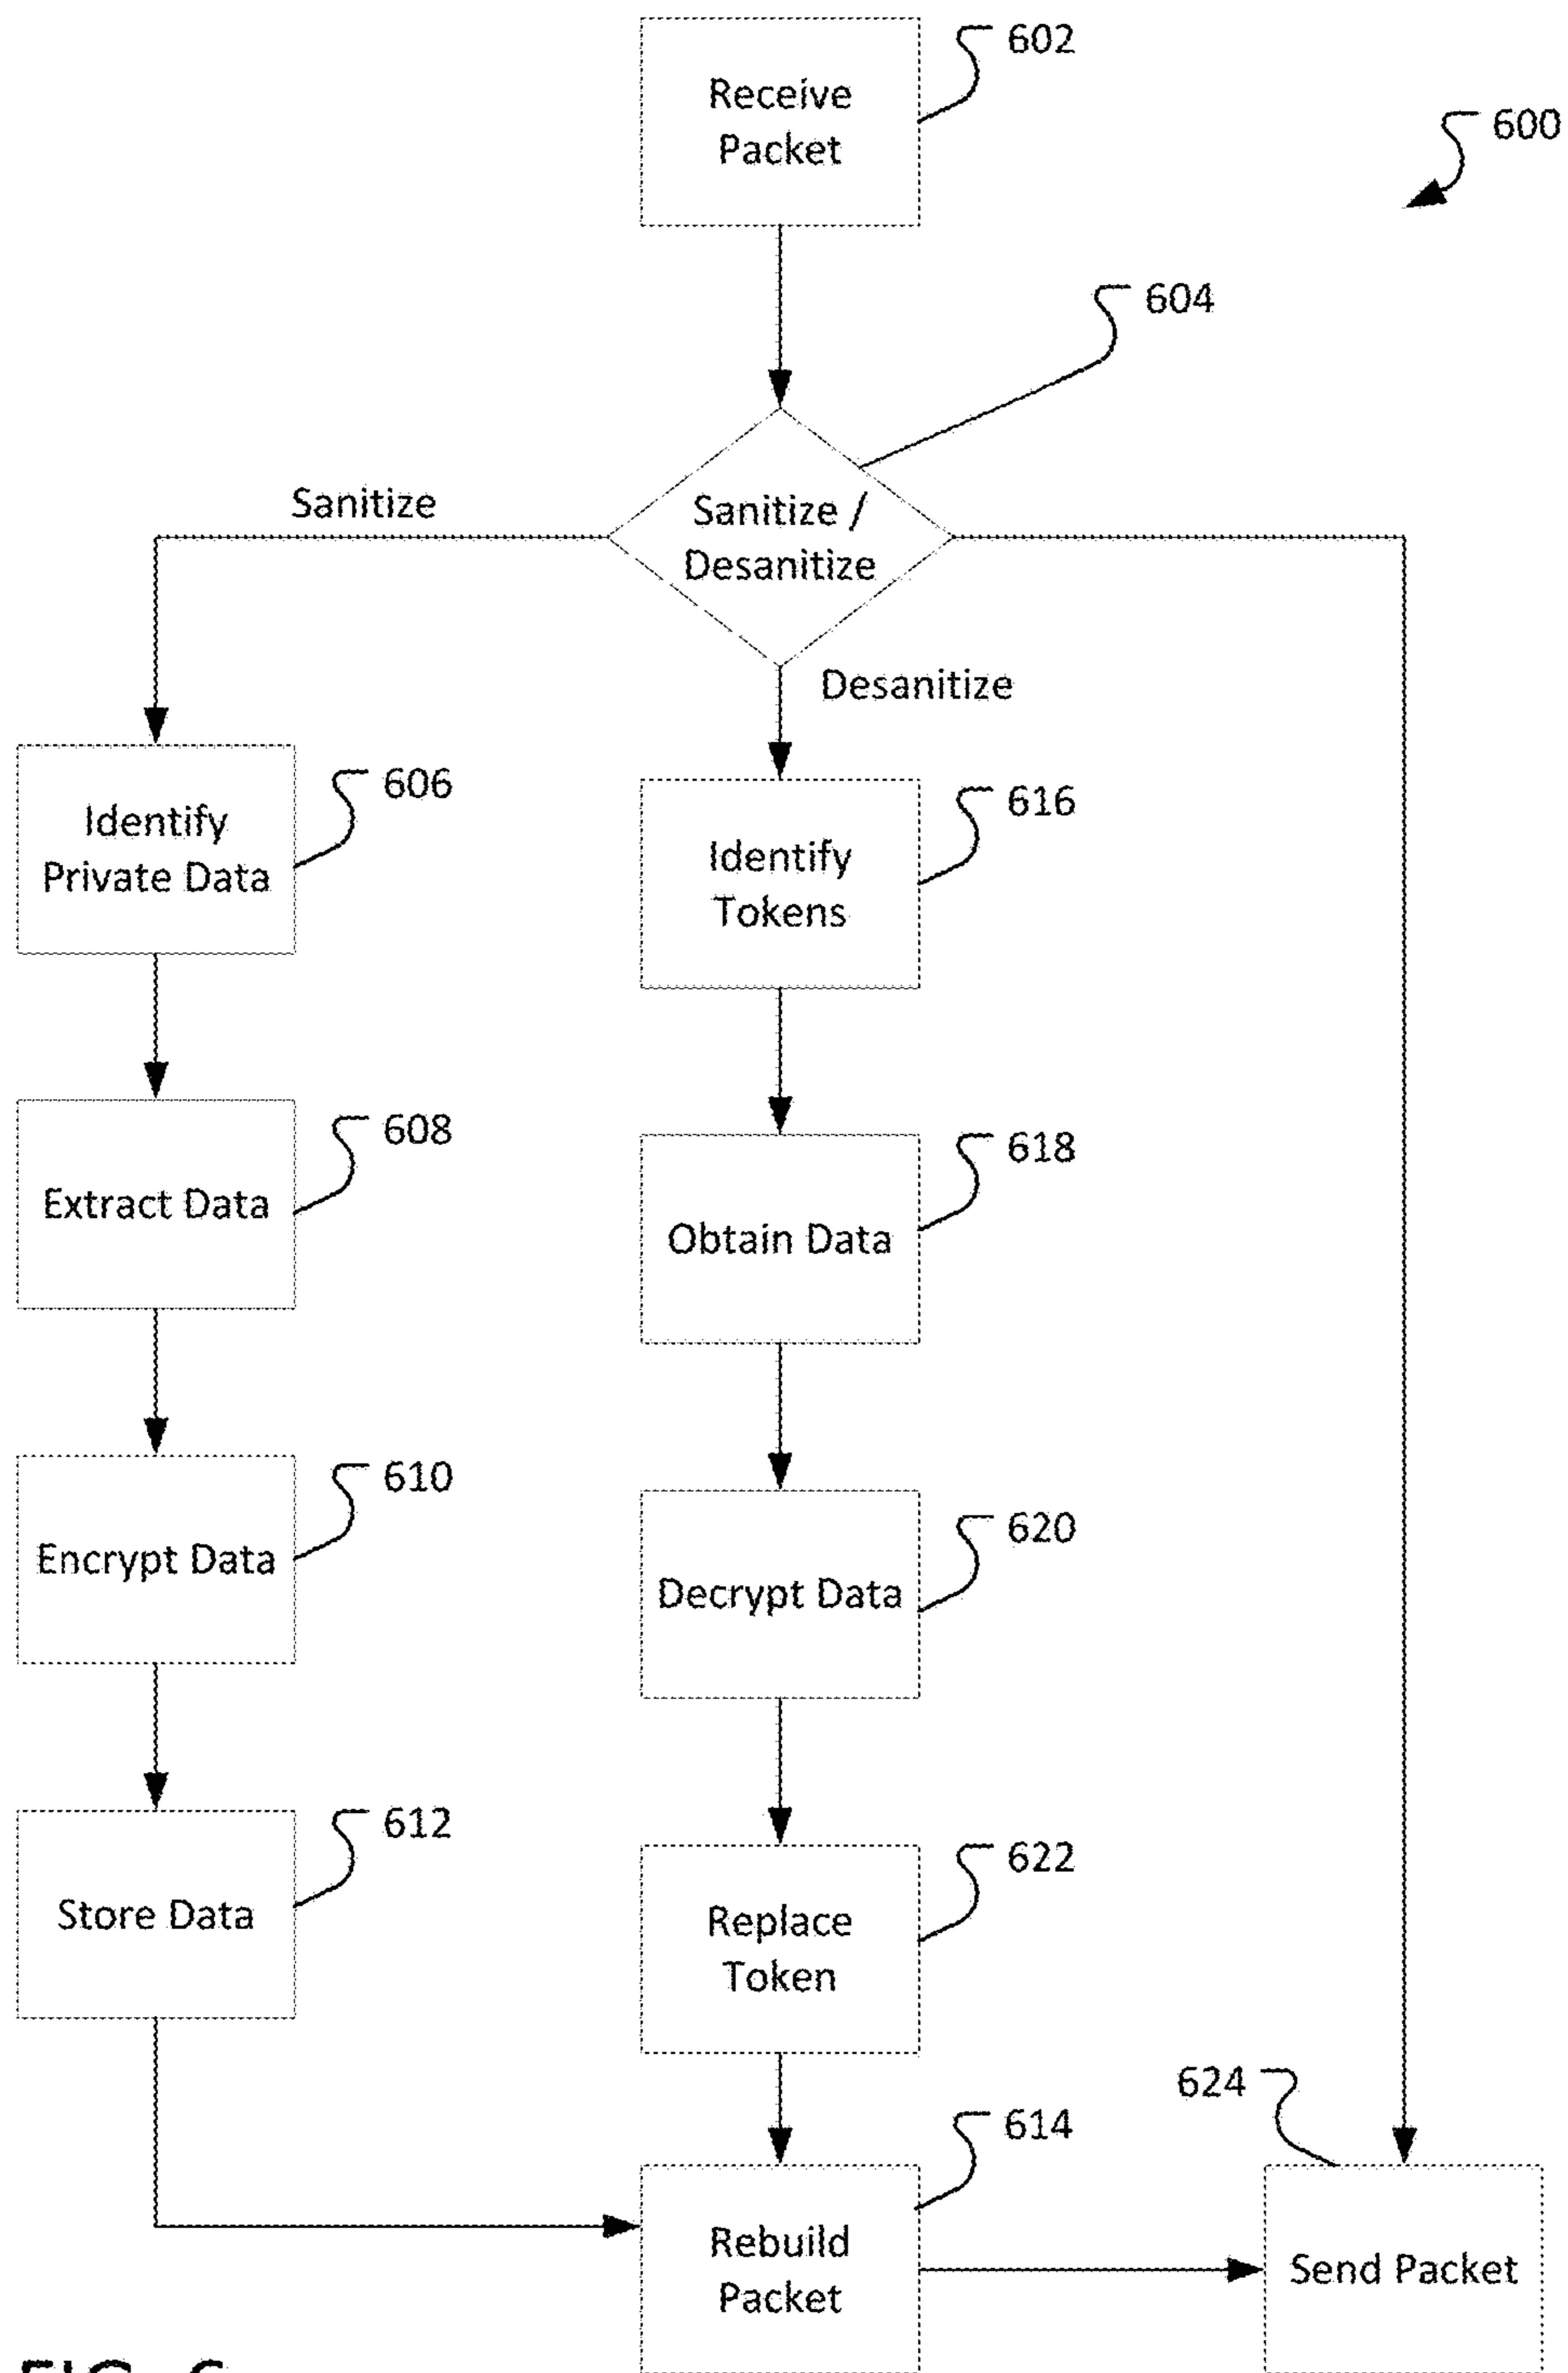 602
Receive
Packet
600
604
Sanitize
Sanitize /
Desanitize
Desanitize
606
Identify
Private Data
616
Identify
Tokens
608
Extract Data
618
Obtain Data
610
Encrypt Data
620
Decrypt Data
612
Store Data
622
Replace
Token
624
614
Rebuild
Packet
Send Packet